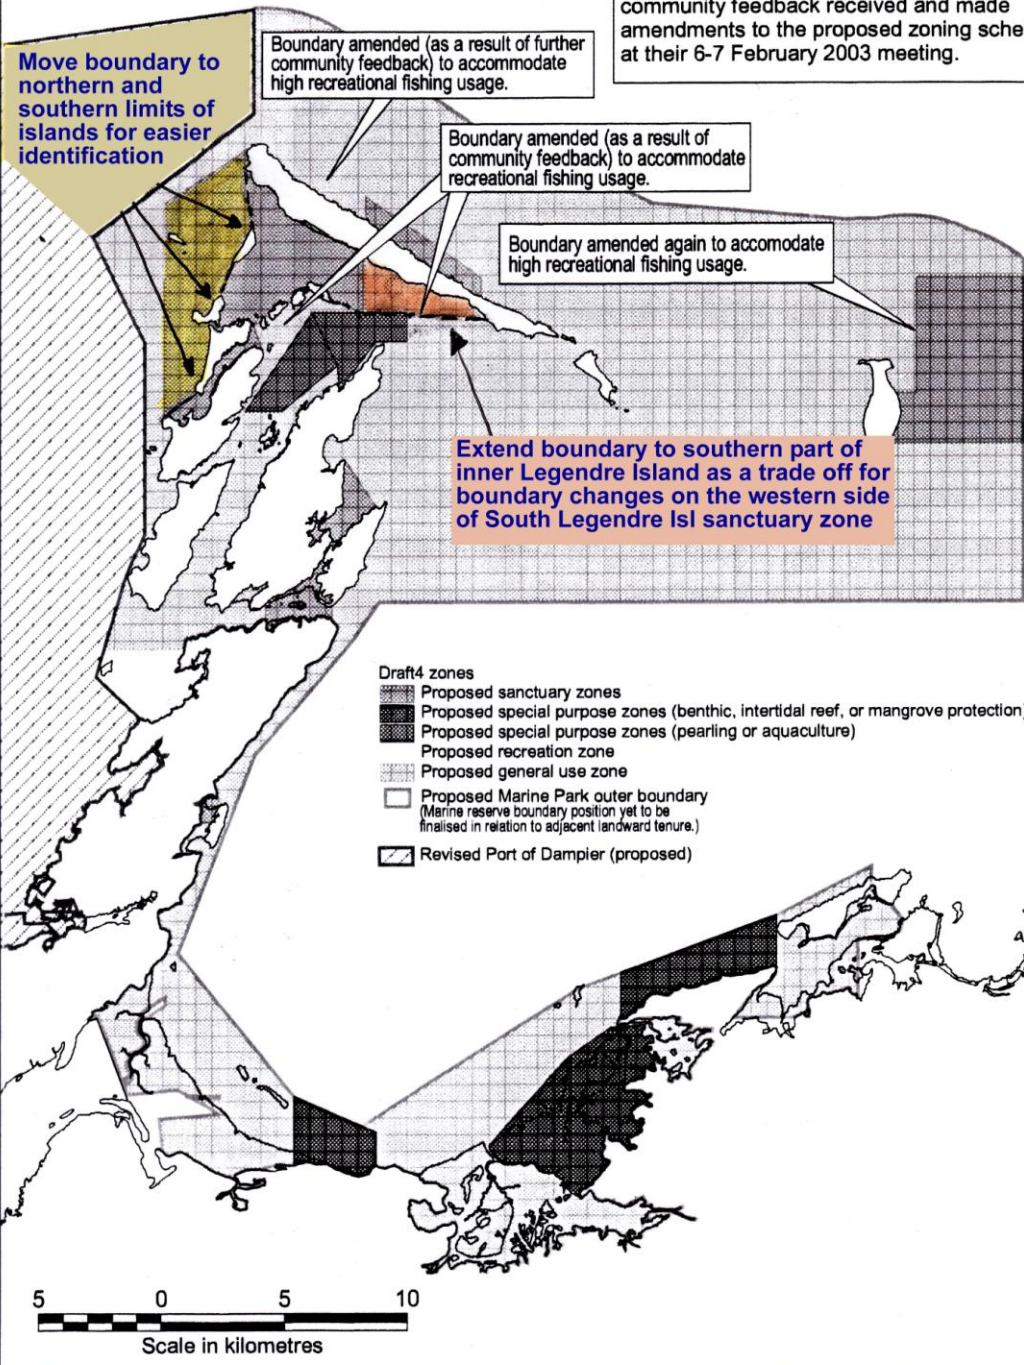 community feedback received and made
amendments to the proposed zoning sche
at their 6-7 February 2003 meeting.
Move boundary to
northern and
southern limits of
islands for easier
identification
Boundary amended (as a result of further
community feedback) to accommodate
high recreational fishing usage.
Boundary amended (as a result of
community feedback) to accommodate
recreational fishing usage.
Boundary amended again to accomodate
high recreational fishing usage.
Extend boundary to southern part of
inner Legendre Island as a trade off for
boundary changes on the western side
of South Legendre Isl sanctuary zone
Draft4 zones
Proposed sanctuary zones
Proposed special purpose zones (benthic, intertidal reef, or mangrove protection)
Proposed special purpose zones (pearling or aquaculture)
Proposed recreation zone
Proposed general use zone
Proposed Marine Park outer boundary
(Marine reserve boundary position yet to be
finalised in relation to adjacent landward tenure.)
Revised Port of Dampier (proposed)
5 0 5 10
Scale in kilometres